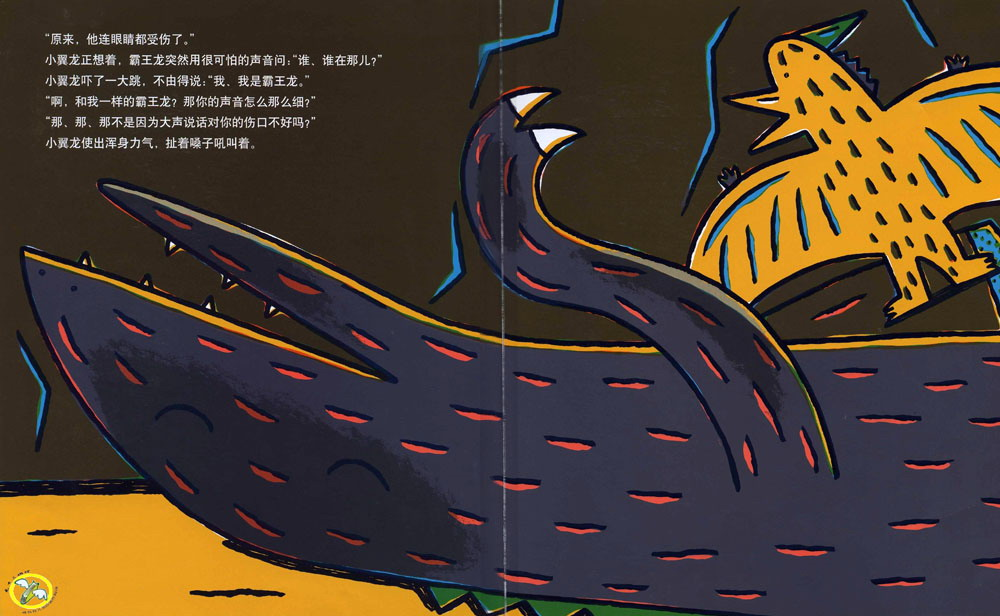 “原来，他连眼睛都受伤了。”
小翼龙正想着，霸王龙突然用很可怕的声音问：“谁、谁在那儿？”
小翼龙吓了一大跳，不由得说：“我、我是霸王龙。”
“啊，和我一样的霸王龙？那你的声音怎么那么细？”
“那、那、那不是因为大声说话对你的伤口不好吗？”
小翼龙使出浑身力气，扯着嗓子吼叫着。